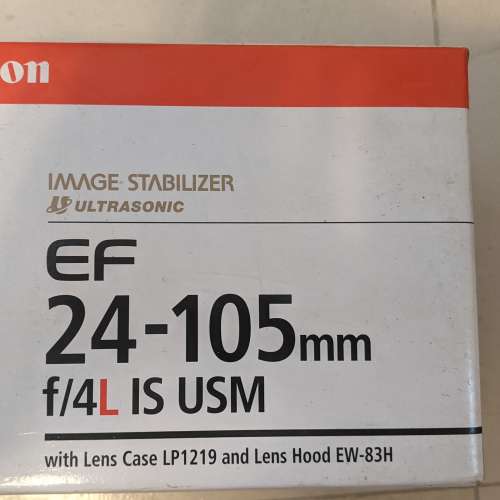 on
IMAGE STABILIZER
ULTRASONIC
EF
24-105mm
f/4L IS USM
with Lens Case LP1219 and Lens Hood EW-83H